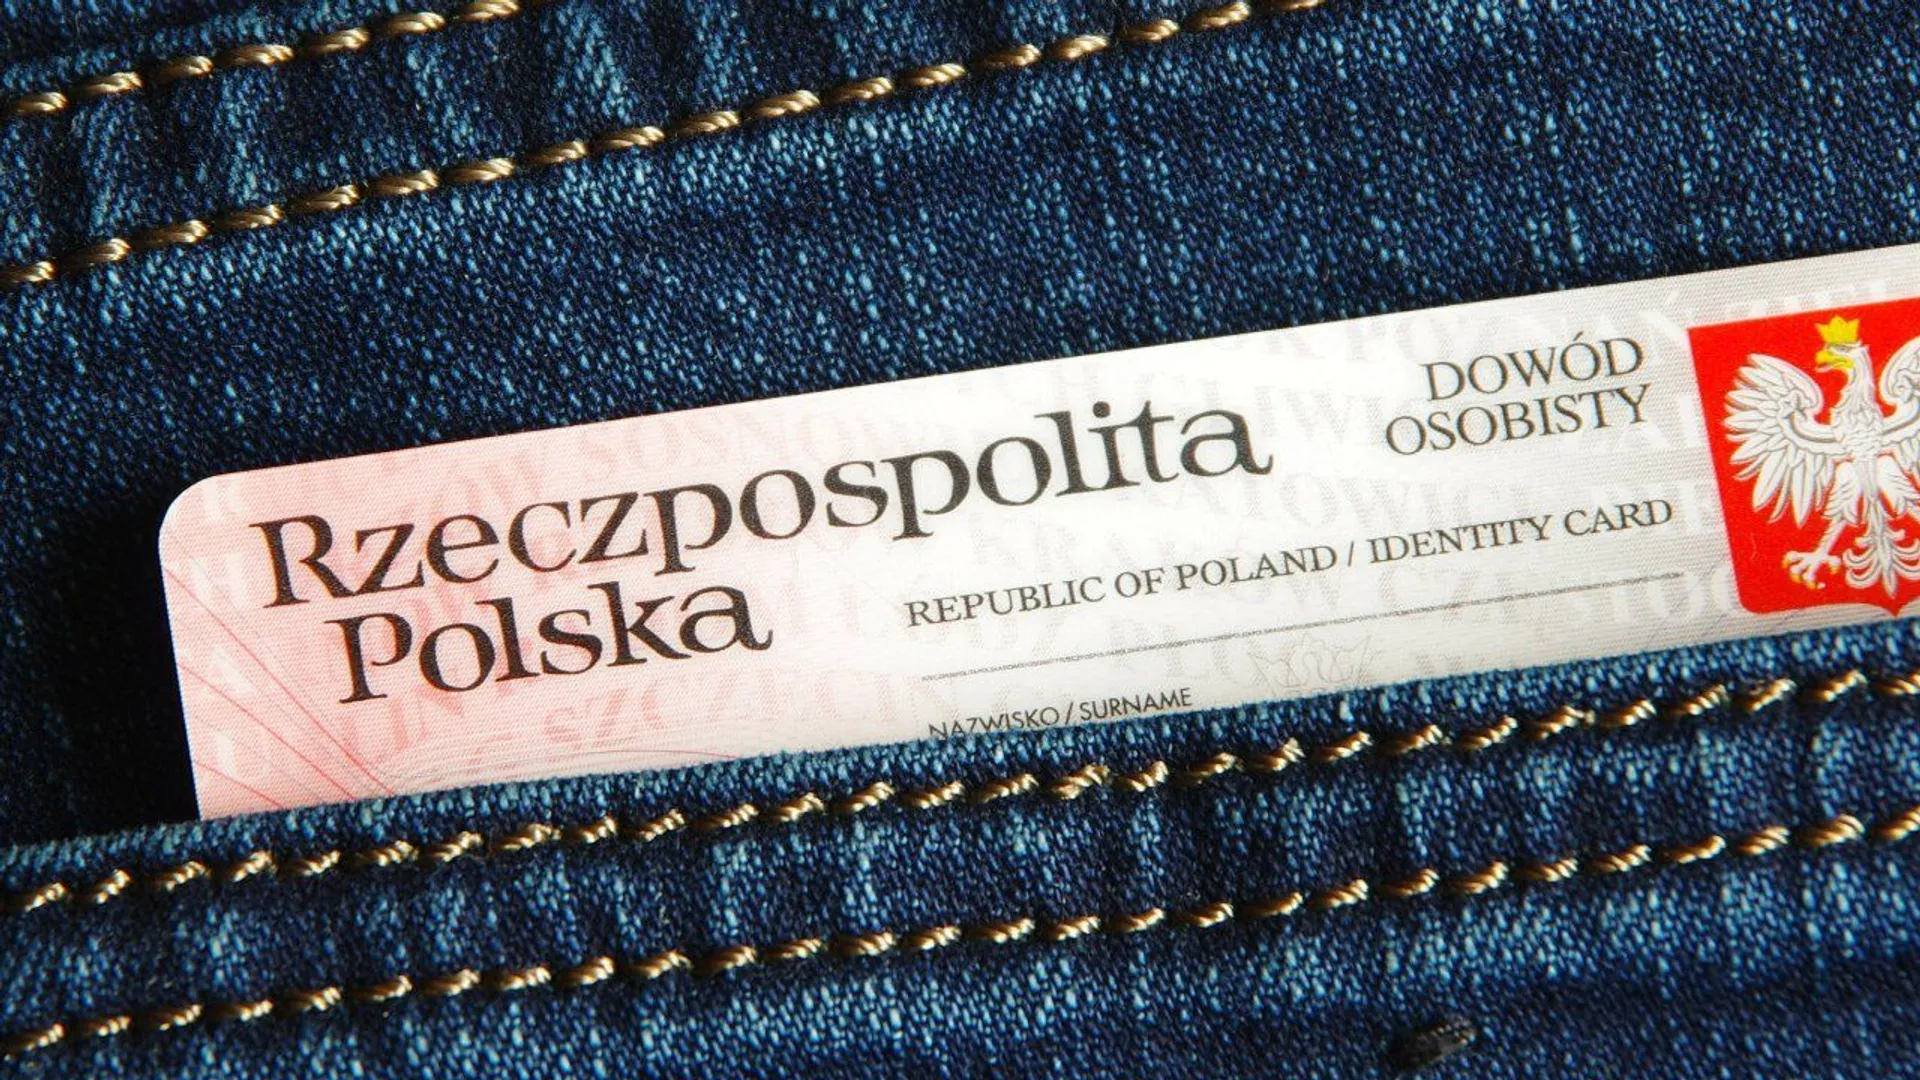 Rzeczpospolita
Polska
DOWÓD
OSOBISTY
REPUBLIC OF POLAND / IDENTITY CARD
NAZWISKO / SURNAME